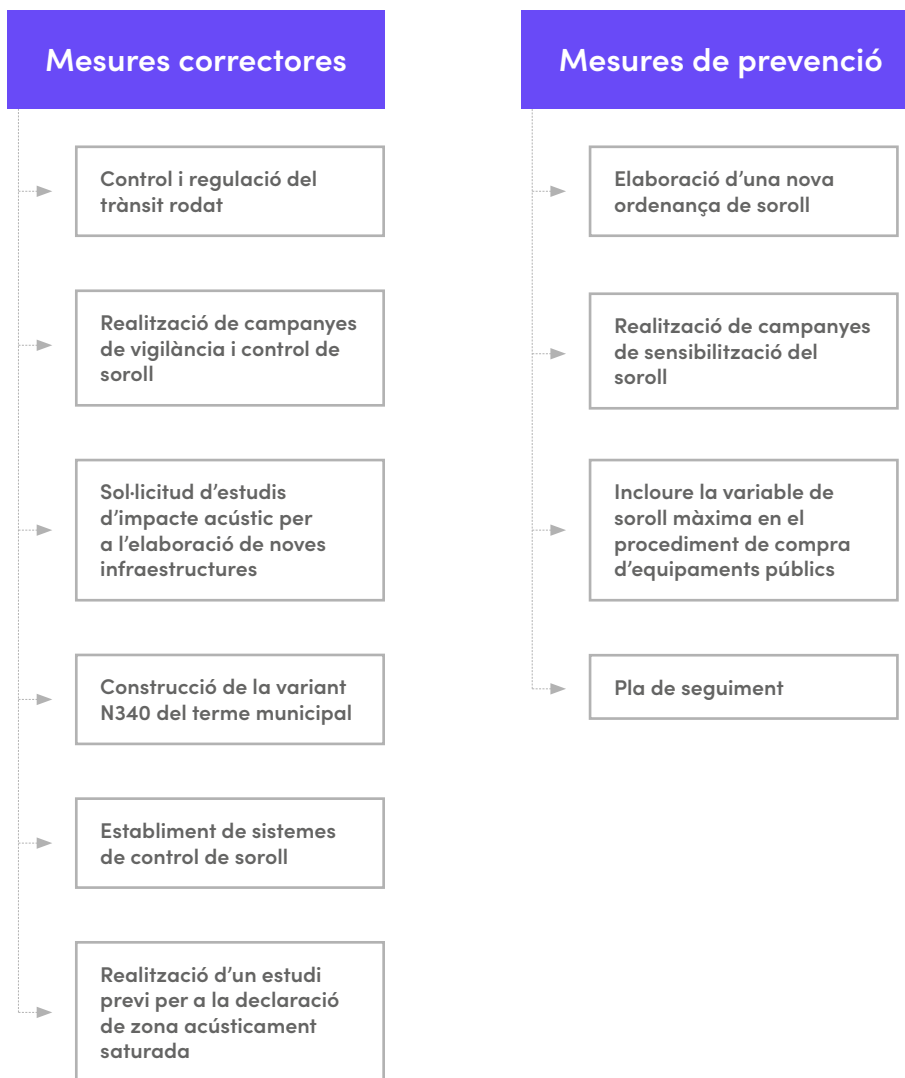 Mesures correctores
Control i regulació del
trànsit rodat
Realització de campanyes
de vigilància i control de
soroll
Sol·licitud d’estudis
d’impacte acústic per
a l’elaboració de noves
infraestructures
Construcció de la variant
N340 del terme municipal
Establiment de sistemes
de control de soroll
Realització d’un estudi
previ per a la declaració
de zona acústicament
saturada
Mesures de prevenció
Elaboració d’una nova
ordenança de soroll
Realització de campanyes
de sensibilització del
soroll
Incloure la variable de
soroll màxima en el
procediment de compra
d’equipaments públics
Pla de seguiment